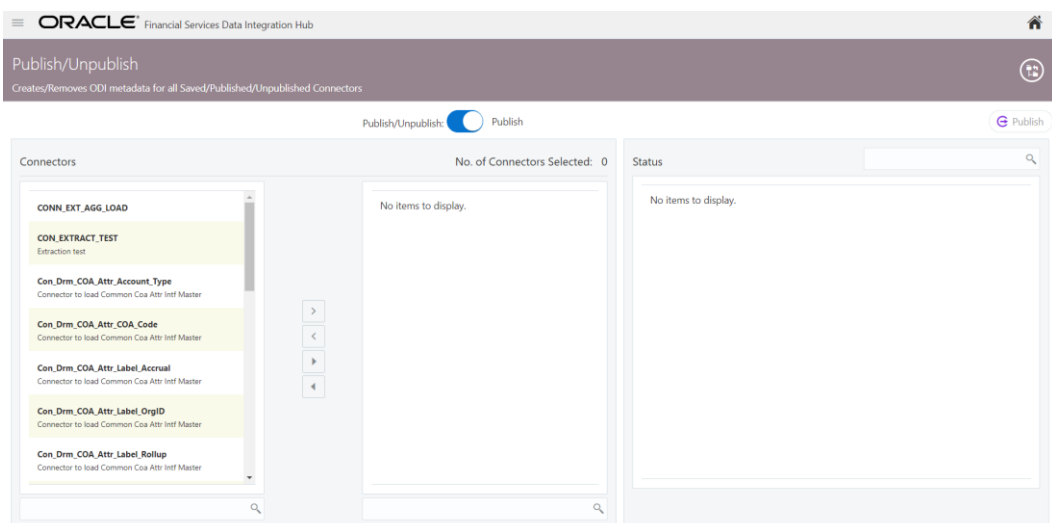 ORACLE® Financial Services Data Integration Hub
Publish/Unpublish
Creates/Removes ODI metadata for all Saved/Published/Unpublished Connectors
Publish/Unpublish: Publish
Publish
Connectors
No. of Connectors Selected: 0
Status
CONN_EXT_AGG_LOAD
CON_EXTRACT_TEST
Extraction test
Con_Drm_COA_Attr_Account_Type
Connector to load Common Coa Attr Intf Master
Con_Drm_COA_Attr_COA_Code
Connector to load Common Coa Attr Intf Master
Con_Drm_COA_Attr_Label_Accrual
Connector to load Common Coa Attr Intf Master
Con_Drm_COA_Attr_Label_OrgID
Connector to load Common Coa Attr Intf Master
Con_Drm_COA_Attr_Label_Rollup
Connector to load Common Coa Attr Intf Master
No items to display.
No items to display.